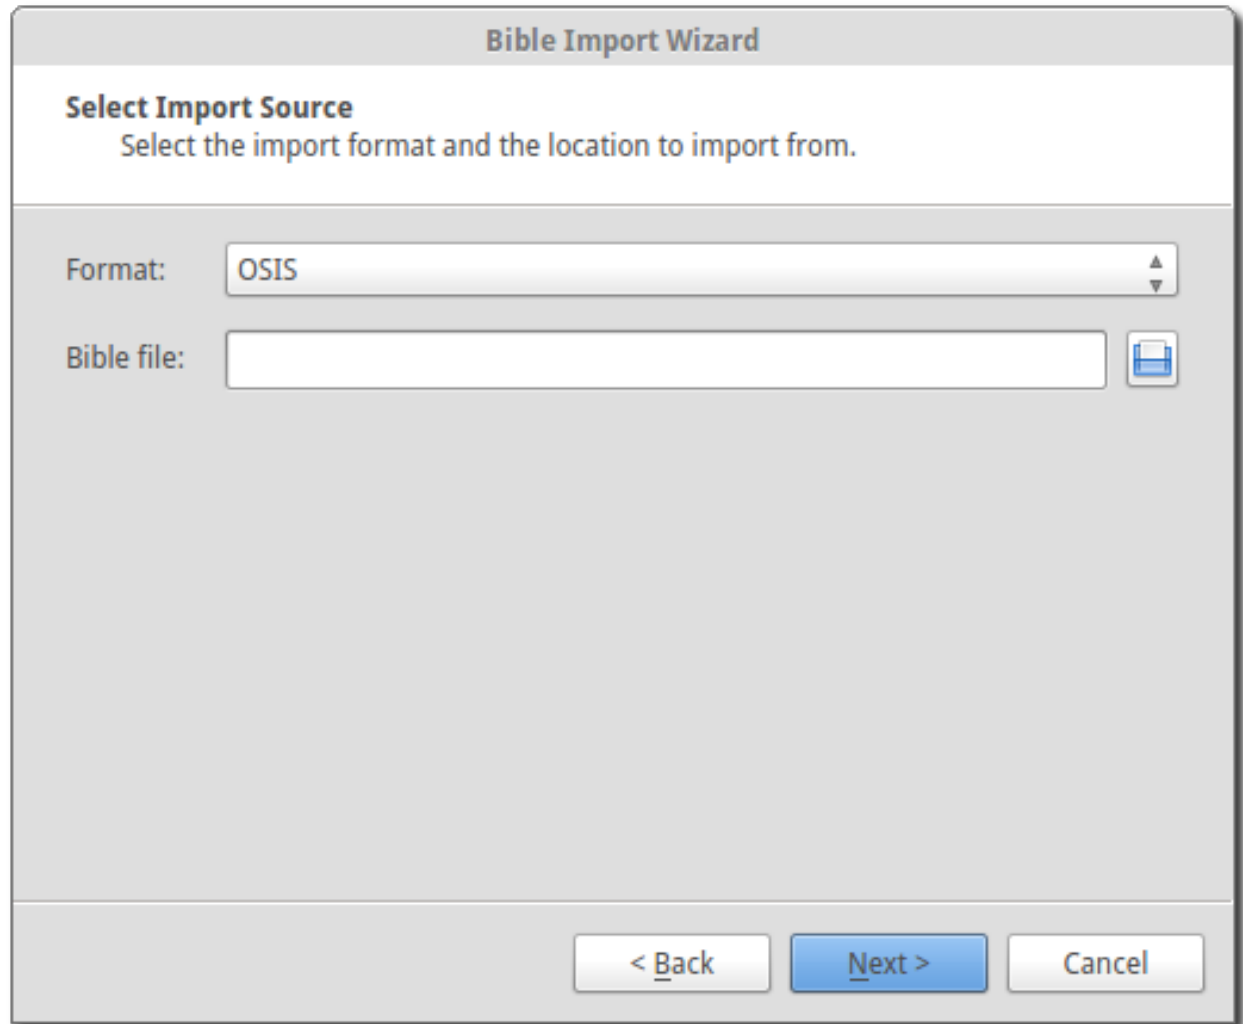 Bible Import Wizard
Select Import Source
Select the import format and the location to import from.
Format: OSIS
Bible file:
< Back Next > Cancel